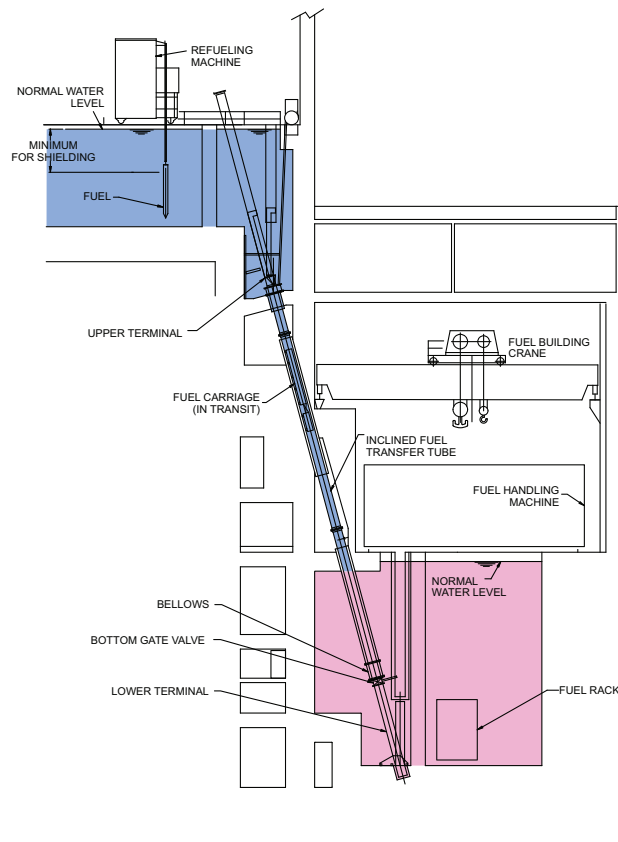 REFUELING
MACHINE
NORMAL WATER
LEVEL
MINIMUM
FOR SHIELDING
FUEL
UPPER TERMINAL
FUEL BUILDING
CRANE
FUEL CARRIAGE
(IN TRANSIT)
INCLINED FUEL
TRANSFER TUBE
FUEL HANDLING
MACHINE
NORMAL
WATER LEVEL
BELLOWS
BOTTOM GATE VALVE
LOWER TERMINAL
FUEL RACK